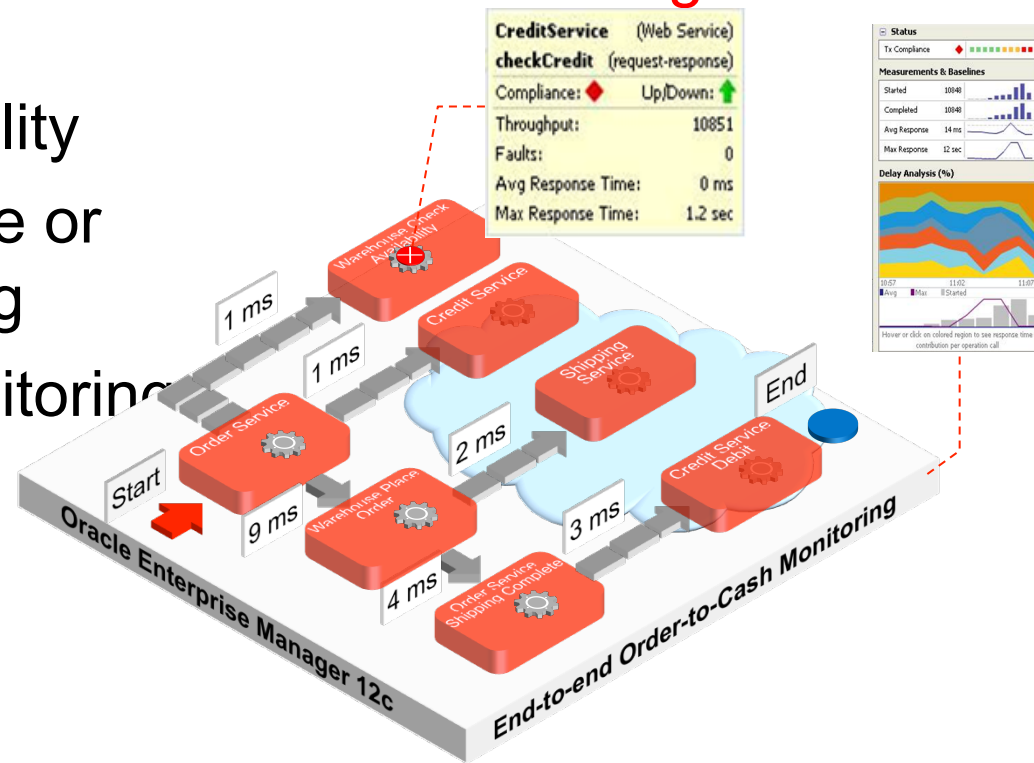 lity
e or
g
itoring
CreditService (Web Service)
checkCredit (request-response)
Compliance: Up/Down:
Throughput: 10851
Faults: 0
Avg Response Time: 0 ms
Max Response Time: 1.2 sec
Status
Tx Compliance
Measurements & Baselines
Started 10848
Completed 10848
Avg Response 14 ms
Max Response 12 sec
Delay Analysis (%)
10:57 11:02 11:07
Avg Max Started
Hover or click on colored region to see response time
contribution per operation call
Warehouse Check
Availability
1 ms
Credit Service
1 ms
Shipping
Service
End
Order Service
2 ms
Credit Service
Debit
Start
9 ms
Warehouse Place
Order
3 ms
4 ms
Order Service
Shipping Complete
Oracle Enterprise Manager 12c
End-to-end Order-to-Cash Monitoring